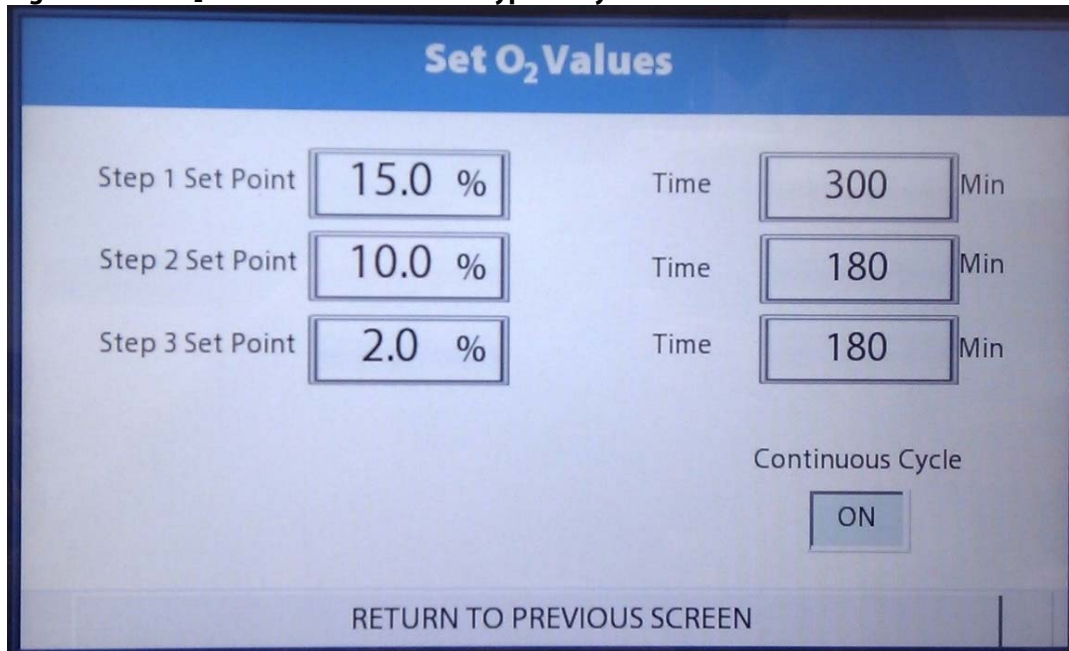 Set O₂ Values
Step 1 Set Point 15.0 % Time 300 Min
Step 2 Set Point 10.0 % Time 180 Min
Step 3 Set Point 2.0 % Time 180 Min
Continuous Cycle
ON
RETURN TO PREVIOUS SCREEN